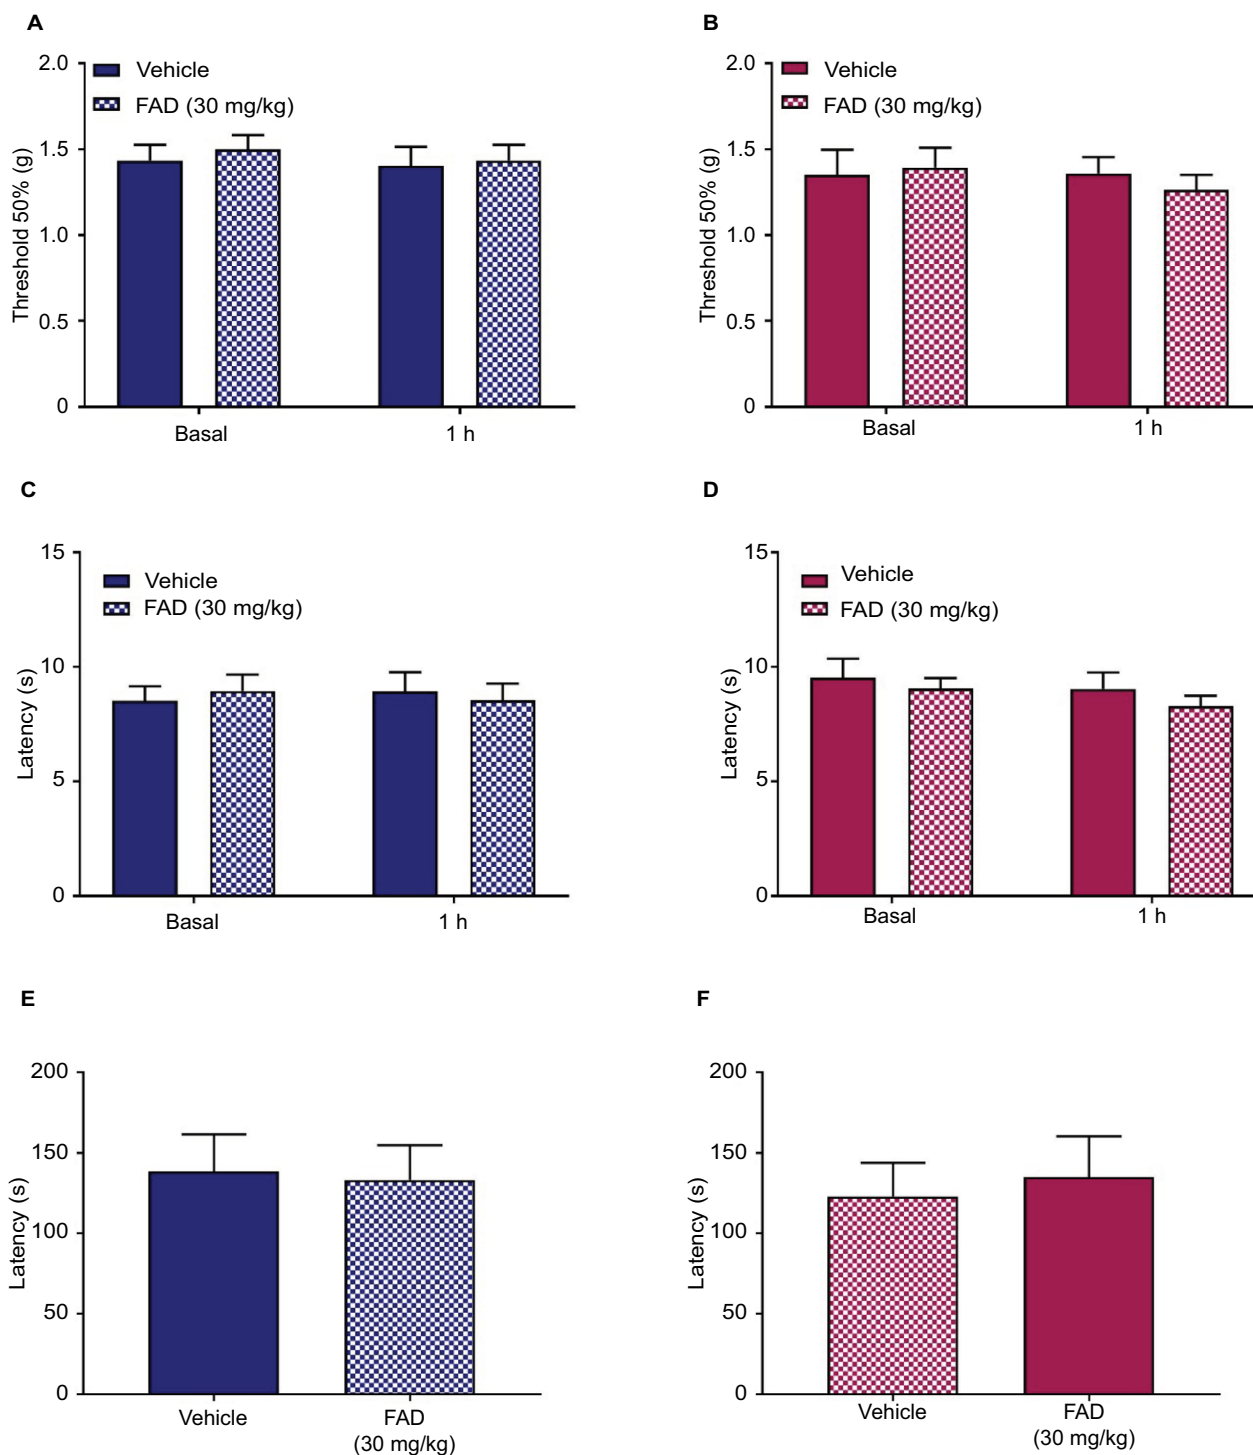 A
2.0
1.5
1.0
0.5
0
Threshold 50% (g)
Vehicle
FAD (30 mg/kg)
Basal
1 h
B
2.0
1.5
1.0
0.5
0
Threshold 50% (g)
Vehicle
FAD (30 mg/kg)
Basal
1 h
C
15
10
5
0
Latency (s)
Vehicle
FAD (30 mg/kg)
Basal
1 h
D
15
10
5
0
Latency (s)
Vehicle
FAD (30 mg/kg)
Basal
1 h
E
200
150
100
50
0
Latency (s)
Vehicle
FAD
(30 mg/kg)
F
200
150
100
50
0
Latency (s)
Vehicle
FAD
(30 mg/kg)